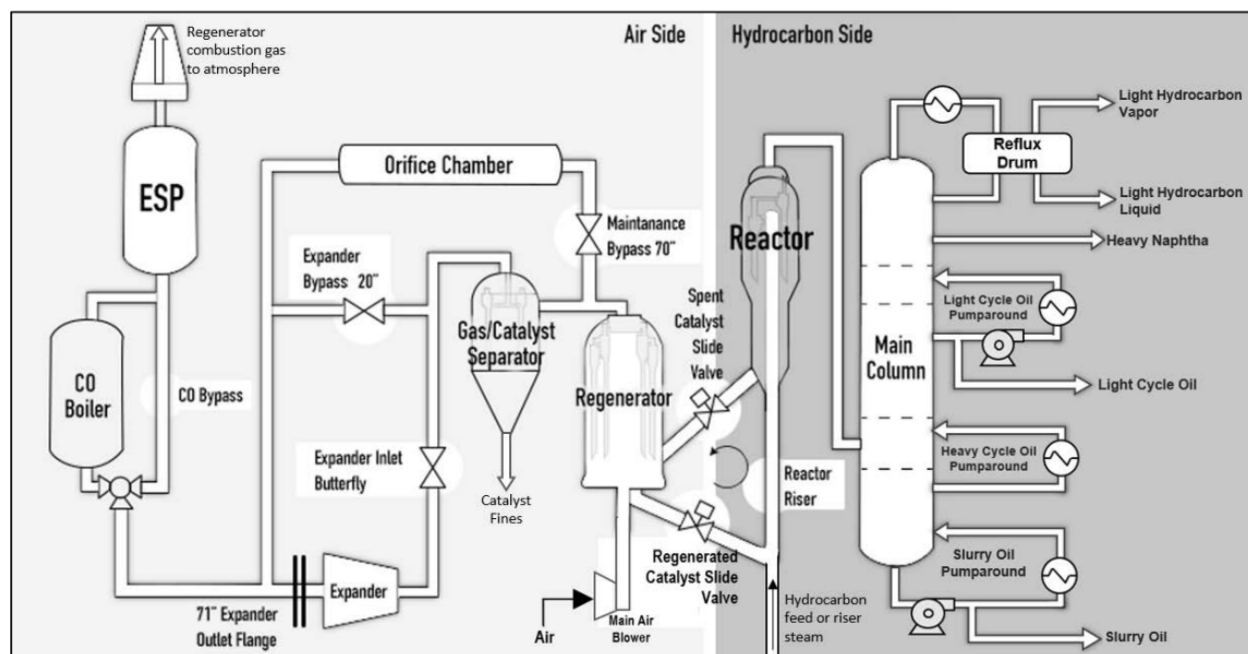 Regenerator
combustion gas
to atmosphere
Air Side
Hydrocarbon Side
ESP
Orifice Chamber
Maintanance
Bypass 70"
Expander
Bypass 20"
Gas/Catalyst
Separator
CO
Boiler
CO Bypass
Expander Inlet
Butterfly
Catalyst
Fines
Regenerator
Spent
Catalyst
Slide
Valve
Reactor
Reactor
Riser
Regenerated
Catalyst Slide
Valve
Expander
71" Expander
Outlet Flange
Air
Main Air
Blower
Hydrocarbon
feed or riser
steam
Main
Column
Reflux
Drum
Light Hydrocarbon
Vapor
Light Hydrocarbon
Liquid
Heavy Naphtha
Light Cycle Oil
Pumparound
Light Cycle Oil
Heavy Cycle Oil
Pumparound
Slurry Oil
Pumparound
Slurry Oil